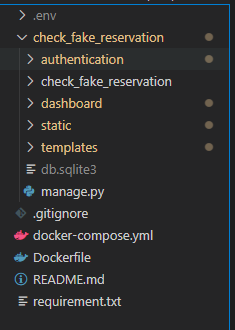 .env
check_fake_reservation
authentication
check_fake_reservation
dashboard
static
templates
db.sqlite3
manage.py
.gitignore
docker-compose.yml
Dockerfile
README.md
requirement.txt